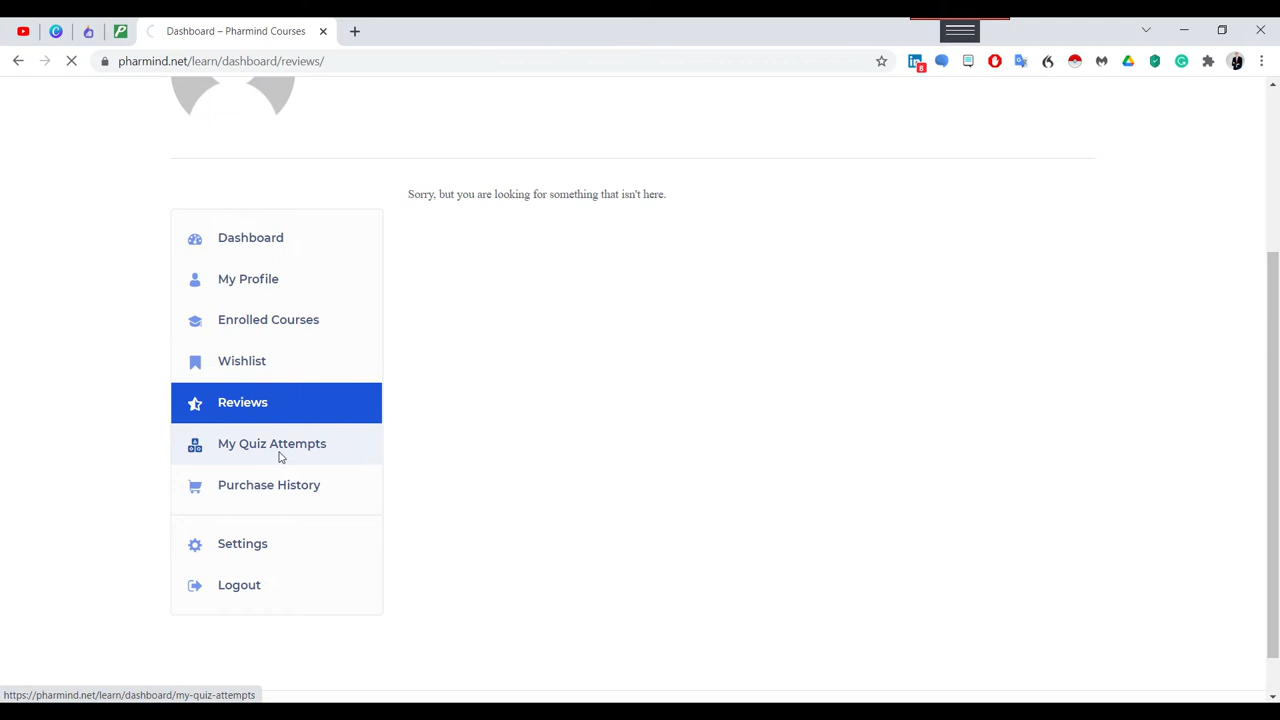 Dashboard – Pharmind Courses
pharmind.net/learn/dashboard/reviews/
8
Sorry, but you are looking for something that isn't here.
Dashboard
My Profile
Enrolled Courses
Wishlist
Reviews
My Quiz Attempts
Purchase History
Settings
Logout
https://pharmind.net/learn/dashboard/my-quiz-attempts